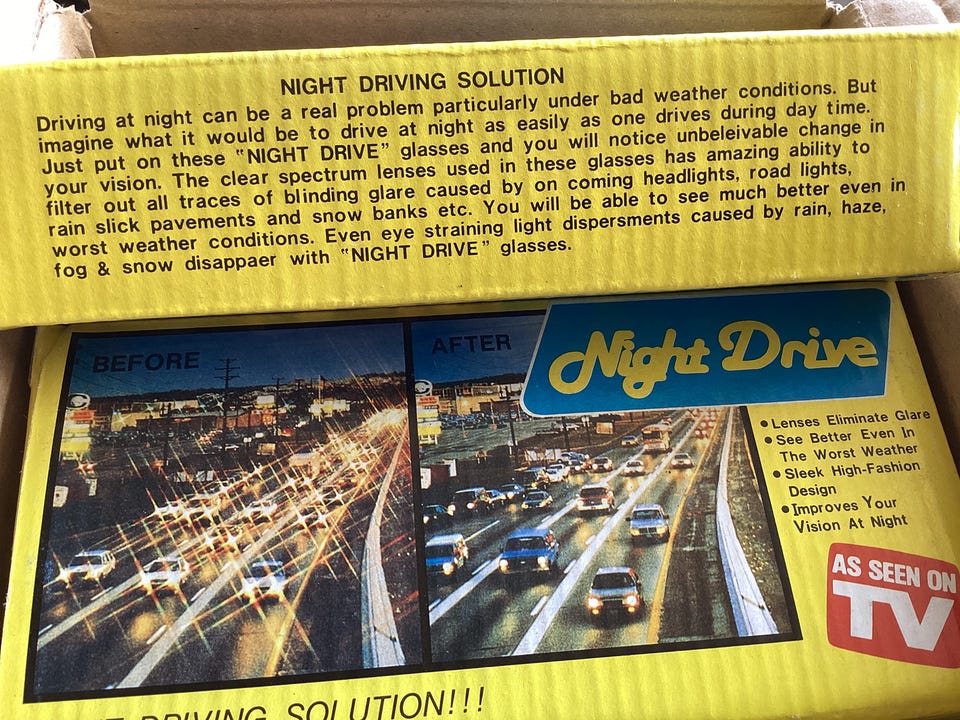 NIGHT DRIVING SOLUTION
Driving at night can be a real problem particularly under bad weather conditions. But
imagine what it would be to drive at night as easily as one drives during day time.
Just put on these "NIGHT DRIVE" glasses and you will notice unbeleivable change in
your vision. The clear spectrum lenses used in these glasses has amazing ability to
filter out all traces of blinding glare caused by on coming headlights, road lights,
rain slick pavements and snow banks etc. You will be able to see much better even in
worst weather conditions. Even eye straining light dispersments caused by rain, haze,
fog & snow disappaer with "NIGHT DRIVE" glasses.
BEFORE
AFTER
Night Drive
• Lenses Eliminate Glare
• See Better Even In
The Worst Weather
• Sleek High-Fashion
Design
• Improves Your
Vision At Night
AS SEEN ON
TV
DRIVING SOLUTION!!!